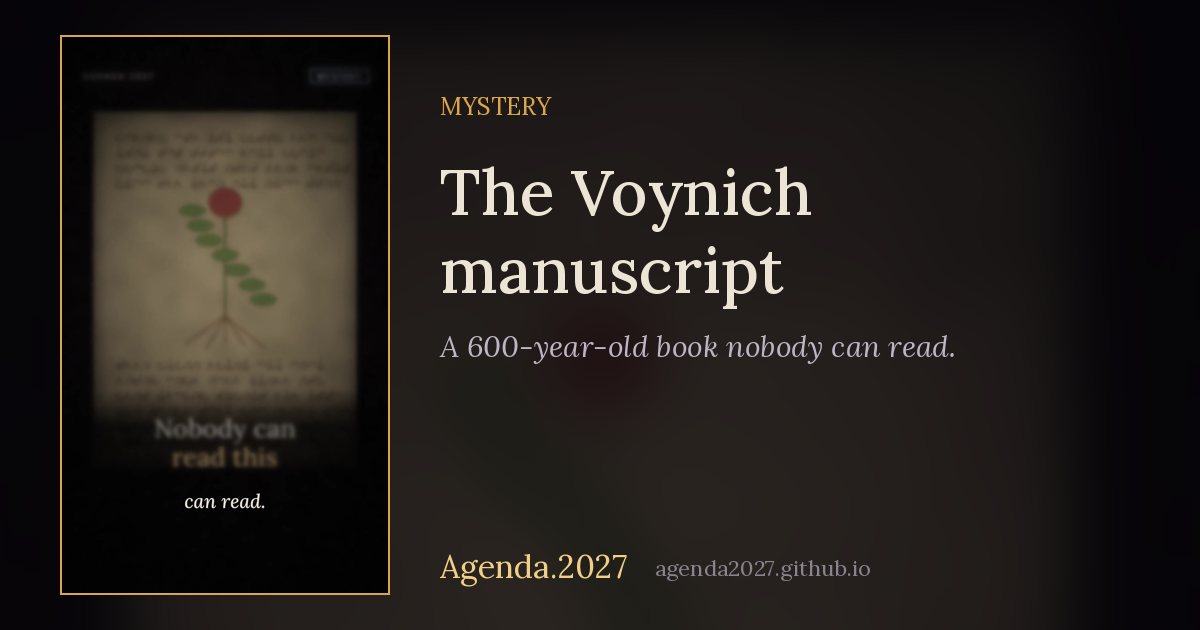 MYSTERY
The Voynich
manuscript
A 600-year-old book nobody can read.
Nobody can
read this
can read.
Agenda.2027 agenda2027.github.io